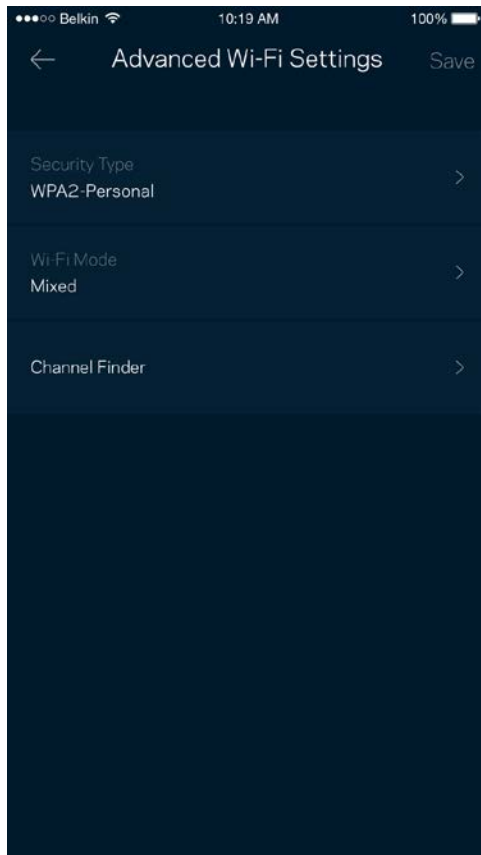 Belkin 10:19 AM 100%
Advanced Wi-Fi Settings Save
Security Type
WPA2-Personal
Wi-Fi Mode
Mixed
Channel Finder